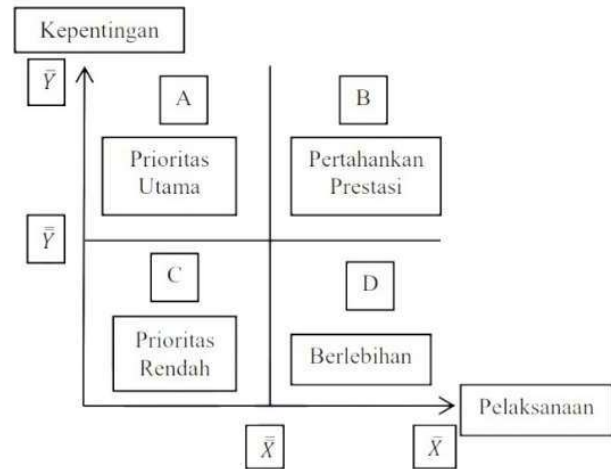 Kepentingan
Ȳ
A
B
Prioritas
Utama
Pertahankan
Prestasi
Y̿
C
D
Prioritas
Rendah
Berlebihan
Pelaksanaan
X̿
X̄